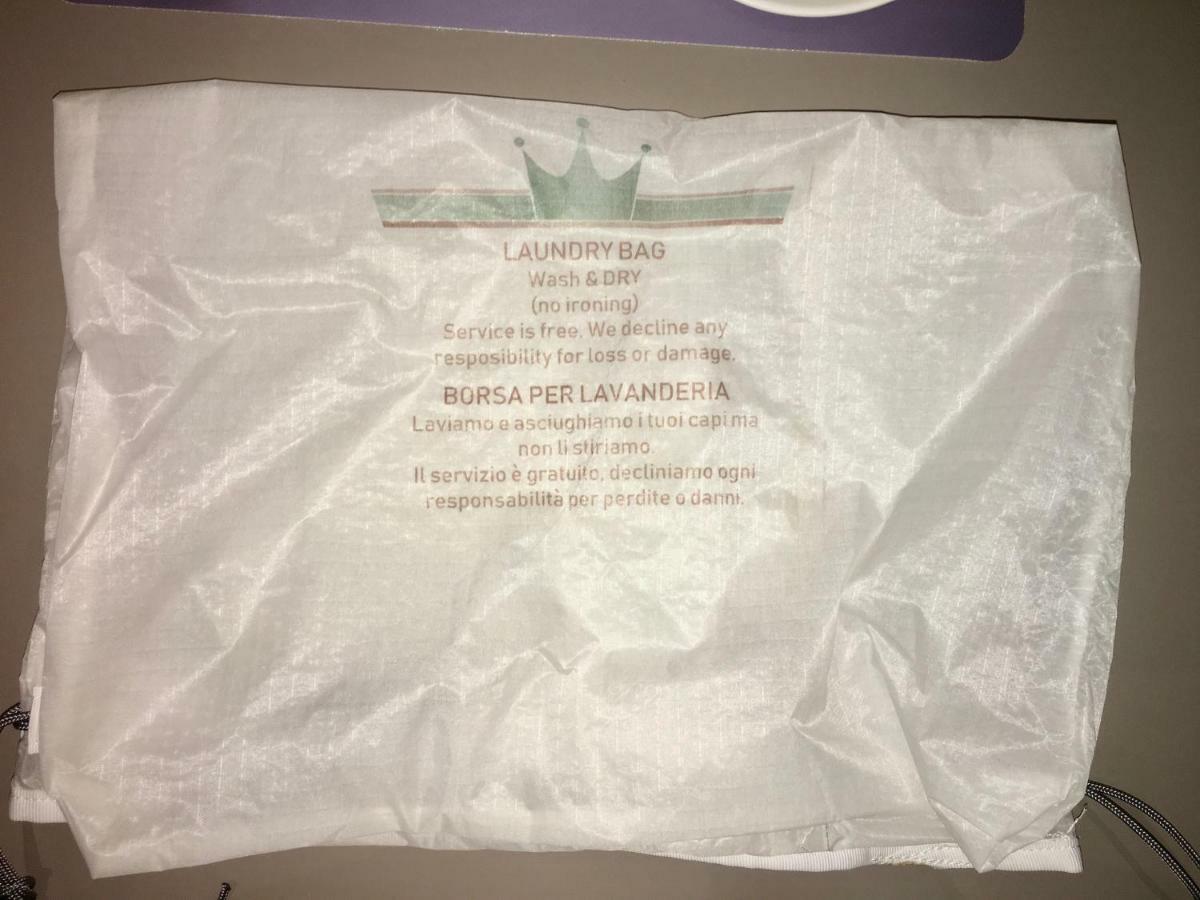 LAUNDRY BAG
Wash & DRY
(no ironing)
Service is free. We decline any
resposibility for loss or damage.
BORSA PER LAVANDERIA
Laviamo e asciughiamo i tuoi capi ma
non li stiriamo.
Il servizio è gratuito, decliniamo ogni
responsabilità per perdite o danni.